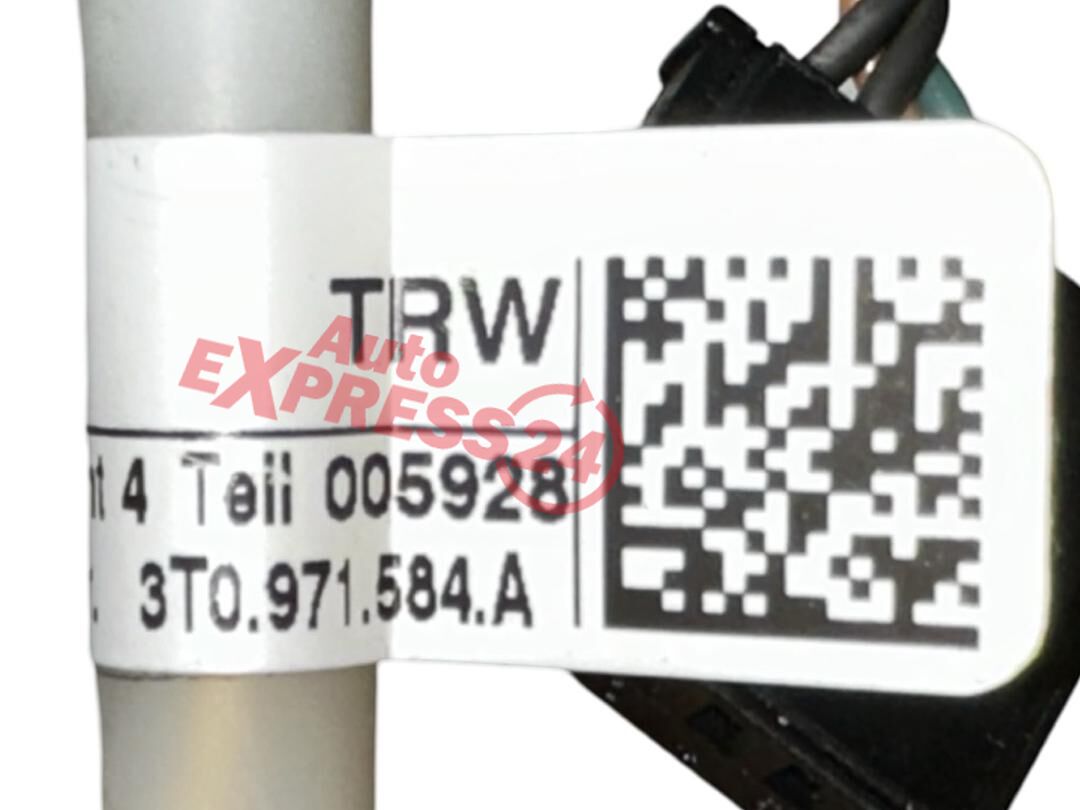 TRW
Auto
EXPRESS24
4 Teil 005928
3T0.971.584.A